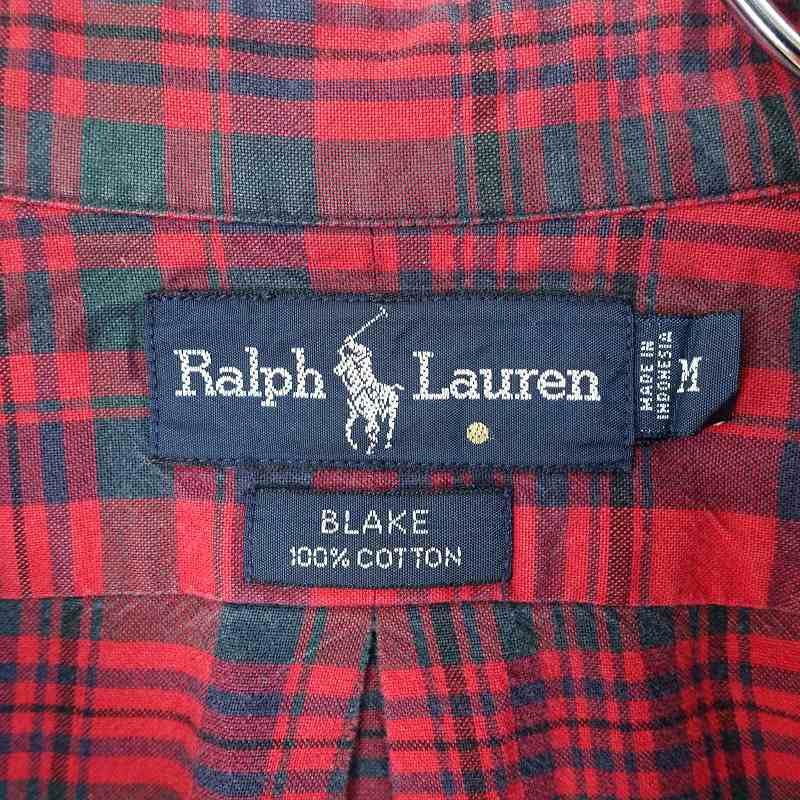 Ralph Lauren
MADE IN
INDONESIA
M
BLAKE
100% COTTON